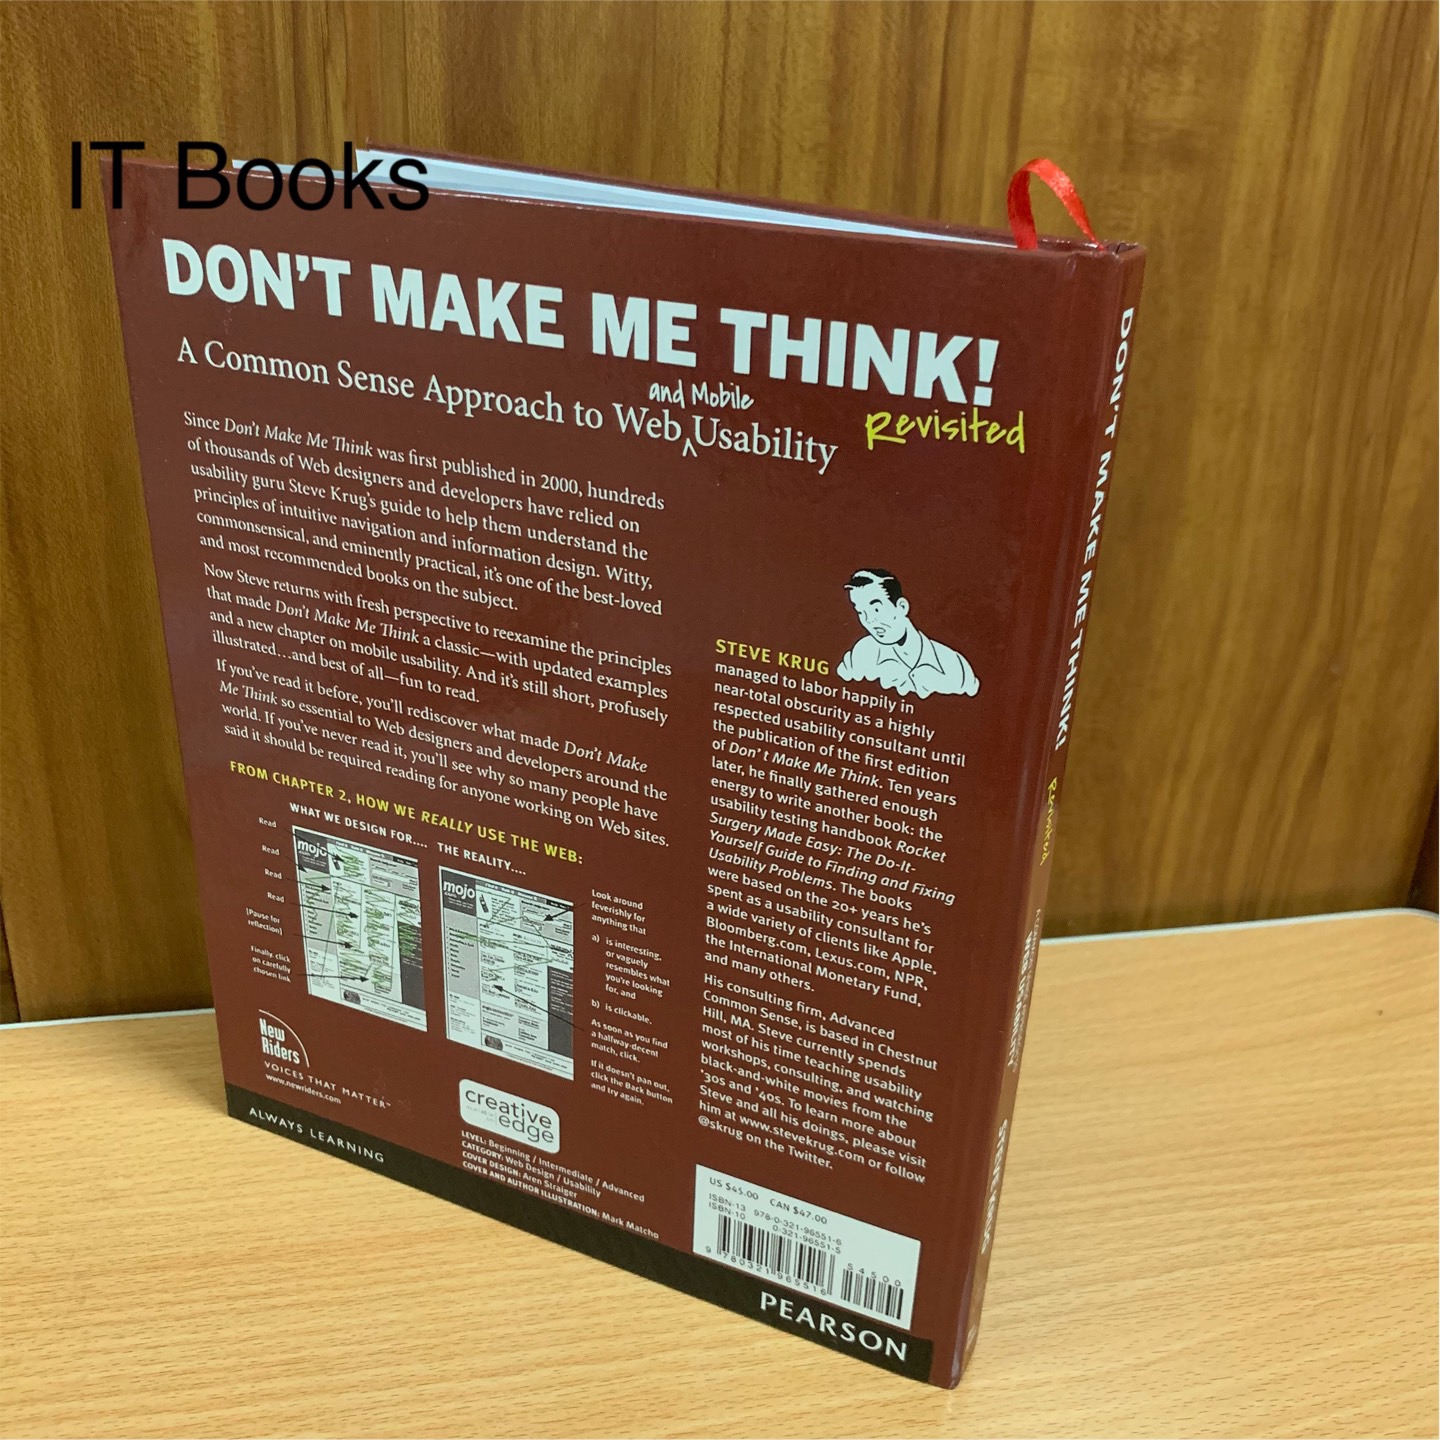 IT Books
DON'T MAKE ME THINK!
Revisited
A Common Sense Approach to Web Usability
and Mobile
Since Don't Make Me Think was first published in 2000, hundreds
of thousands of Web designers and developers have relied on
usability guru Steve Krug's guide to help them understand the
principles of intuitive navigation and information design. Witty,
commonsensical, and eminently practical, it's one of the best-loved
and most recommended books on the subject.
Now Steve returns with fresh perspective to reexamine the principles
that made Don't Make Me Think a classic—with updated examples
and a new chapter on mobile usability. And it's still short, profusely
illustrated...and best of all—fun to read.
If you've read it before, you'll rediscover what made Don't Make
Me Think so essential to Web designers and developers around the
world. If you've never read it, you'll see why so many people have
said it should be required reading for anyone working on Web sites.
FROM CHAPTER 2, HOW WE REALLY USE THE WEB:
WHAT WE DESIGN FOR....
Read
Read
Read
Read
[Pause for
reflection]
Finally, click
on carefully
chosen link
mojo
THE REALITY....
mojo
Look around
feverishly for
anything that
a) is interesting,
or vaguely
resembles what
you're looking
for, and
b) is clickable.
As soon as you find
a halfway-decent
match, click.
If it doesn't pan out,
click the Back button
and try again.
STEVE KRUG
managed to labor happily in
near-total obscurity as a highly
respected usability consultant until
the publication of the first edition
of Don't Make Me Think. Ten years
later, he finally gathered enough
energy to write another book: the
usability testing handbook Rocket
Surgery Made Easy: The Do-It-
Yourself Guide to Finding and Fixing
Usability Problems. The books
were based on the 20+ years he's
spent as a usability consultant for
a wide variety of clients like Apple,
Bloomberg.com, Lexus.com, NPR,
the International Monetary Fund,
and many others.
His consulting firm, Advanced
Common Sense, is based in Chestnut
Hill, MA. Steve currently spends
most of his time teaching usability
workshops, consulting, and watching
black-and-white movies from the
'30s and '40s. To learn more about
Steve and all his doings, please visit
him at www.stevekrug.com or follow
@skrug on the Twitter.
New
Riders
VOICES THAT MATTER™
www.newriders.com
ALWAYS LEARNING
creative
edge
LEVEL: Beginning / Intermediate / Advanced
CATEGORY: Web Design / Usability
COVER DESIGN: Aren Straiger
COVER AND AUTHOR ILLUSTRATION: Mark Matcho
US $45.00 CAN $47.00
ISBN-13 978-0-321-96551-6
ISBN-10 0-321-96551-5
54500
9 780321 965516
PEARSON
DON'T MAKE ME THINK!
Revisited
WEB USABILITY
STEVE KRUG